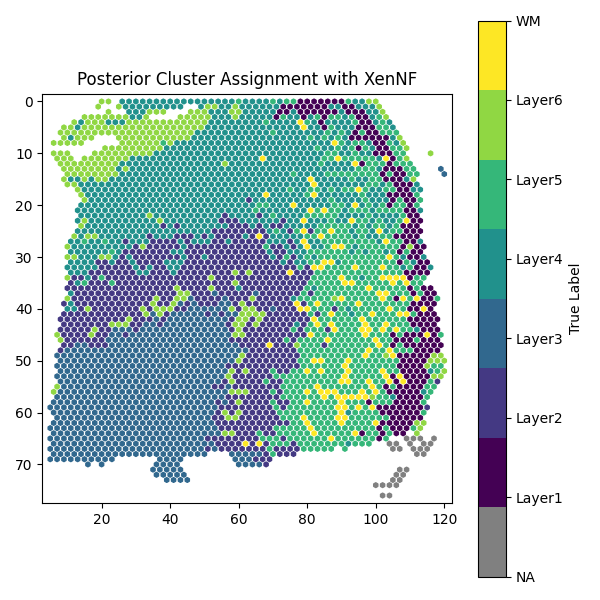 Posterior Cluster Assignment with XenNF
0
10
20
30
40
50
60
70
20
40
60
80
100
120
WM
Layer6
Layer5
Layer4
Layer3
Layer2
Layer1
NA
True Label